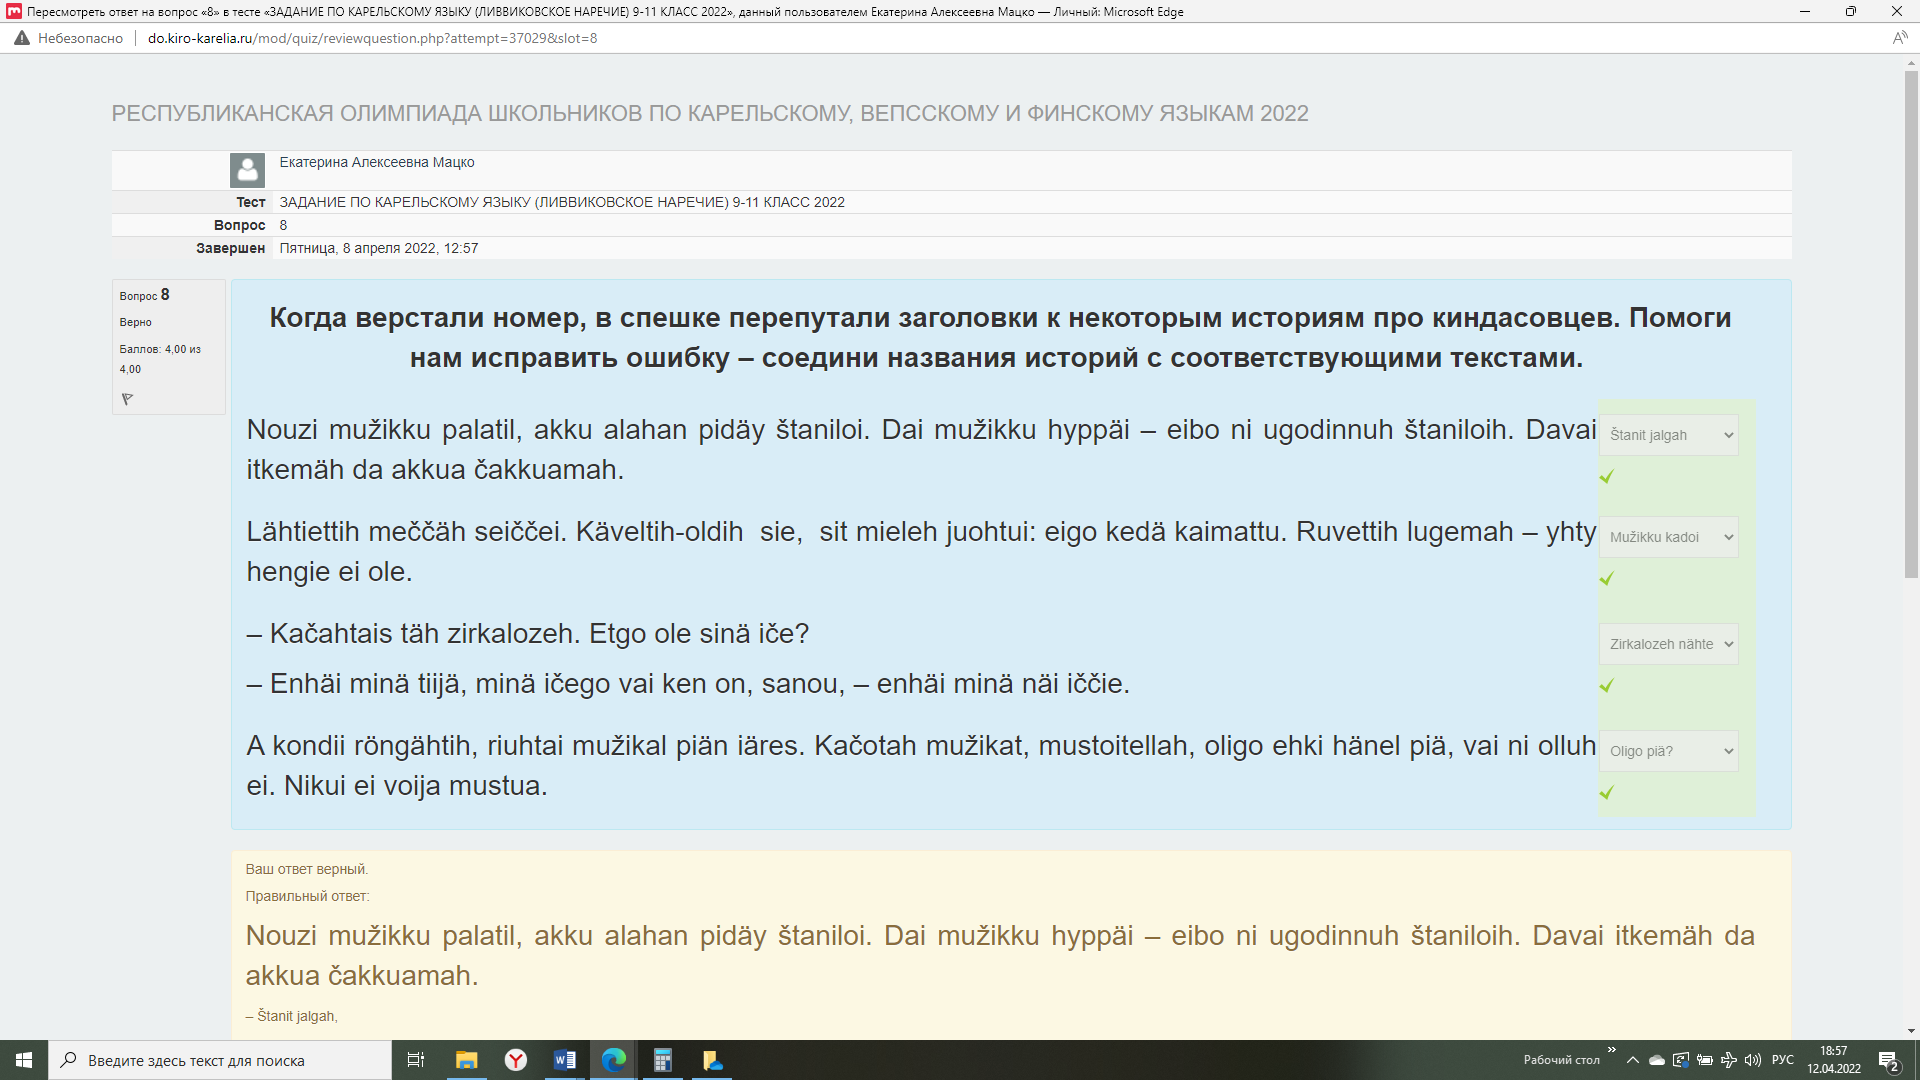 Пересмотреть ответ на вопрос «8» в тесте «ЗАДАНИЕ ПО КАРЕЛЬСКОМУ ЯЗЫКУ (ЛИВВИКОВСКОЕ НАРЕЧИЕ) 9-11 КЛАСС 2022», данный пользователем Екатерина Алексеевна Мацко — Личный: Microsoft Edge
Небезопасно do.kiro-karelia.ru/mod/quiz/reviewquestion.php?attempt=37029&slot=8
РЕСПУБЛИКАНСКАЯ ОЛИМПИАДА ШКОЛЬНИКОВ ПО КАРЕЛЬСКОМУ, ВЕПССКОМУ И ФИНСКОМУ ЯЗЫКАМ 2022
Екатерина Алексеевна Мацко
Тест ЗАДАНИЕ ПО КАРЕЛЬСКОМУ ЯЗЫКУ (ЛИВВИКОВСКОЕ НАРЕЧИЕ) 9-11 КЛАСС 2022
Вопрос 8
Завершен Пятница, 8 апреля 2022, 12:57
Вопрос 8
Верно
Баллов: 4,00 из
4,00
Когда верстали номер, в спешке перепутали заголовки к некоторым историям про киндасовцев. Помоги
нам исправить ошибку – соедини названия историй с соответствующими текстами.
Nouzi mužikku palatil, akku alahan pidäy štaniloi. Dai mužikku hyppäi – eibo ni ugodinnuh štaniloih. Davai
itkemäh da akkua čakkuamah.
Štanit jalgah
Lähtiettih meččäh seiččei. Käveltih-oldih sie, sit mieleh juohtui: eigo kedä kaimattu. Ruvettih lugemah – yhty
hengie ei ole.
Mužikku kadoi
– Kačahtais täh zirkalozeh. Etgo ole sinä iče?
– Enhäi minä tiijä, minä ičego vai ken on, sanou, – enhäi minä näi iččie.
Zirkalozeh nähte
A kondii röngähtih, riuhtai mužikal piän iäres. Kačotah mužikat, mustoitellah, oligo ehki hänel piä, vai ni olluh
ei. Nikui ei voija mustua.
Oligo piä?
Ваш ответ верный.
Правильный ответ:
Nouzi mužikku palatil, akku alahan pidäy štaniloi. Dai mužikku hyppäi – eibo ni ugodinnuh štaniloih. Davai itkemäh da
akkua čakkuamah.
– Štanit jalgah,
Введите здесь текст для поиска
Рабочий стол
РУС
18:57
12.04.2022
2